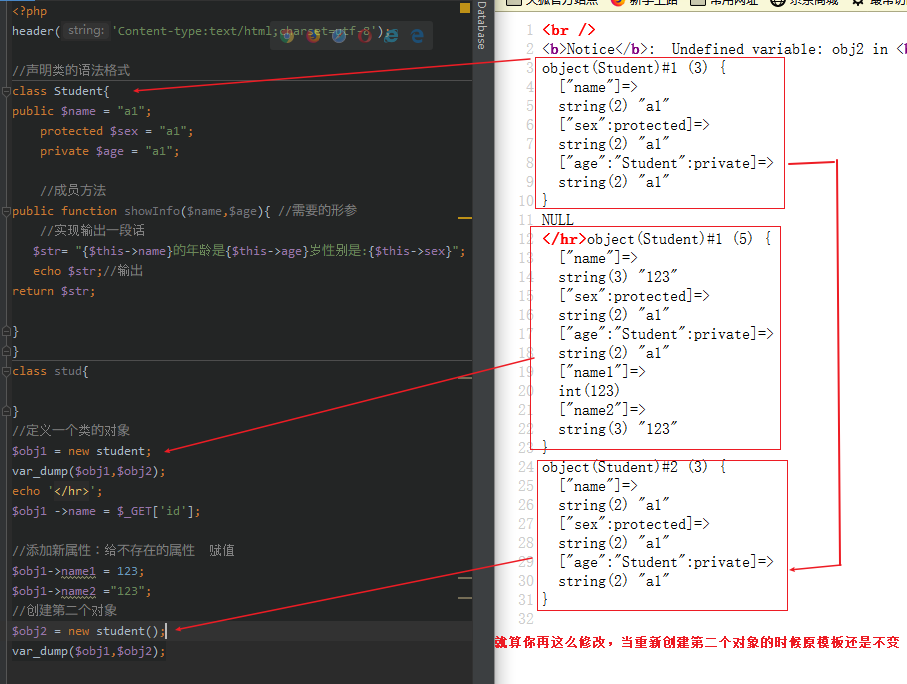 <?php
header( string: 'Content-type:text/html;charset=utf-8');
//声明类的语法格式
class Student{
public $name = "a1";
protected $sex = "a1";
private $age = "a1";
//成员方法
public function showInfo($name,$age){ //需要的形参
//实现输出一段话
$str= "{$this->name}的年龄是{$this->age}岁性别是:{$this->sex}";
echo $str;//输出
return $str;
}
}
class stud{
}
//定义一个类的对象
$obj1 = new student;
var_dump($obj1,$obj2);
echo '</hr>';
$obj1 ->name = $_GET['id'];
//添加新属性：给不存在的属性 赋值
$obj1->name1 = 123;
$obj1->name2 ="123";
//创建第二个对象
$obj2 = new student();
var_dump($obj1,$obj2);
Database
1 <br />
2 <b>Notice</b>: Undefined variable: obj2 in <b
3 object(Student)#1 (3) {
4 ["name"]=>
5 string(2) "a1"
6 ["sex":protected]=>
7 string(2) "a1"
8 ["age":"Student":private]=>
9 string(2) "a1"
10 }
11 NULL
12 </hr>object(Student)#1 (5) {
13 ["name"]=>
14 string(3) "123"
15 ["sex":protected]=>
16 string(2) "a1"
17 ["age":"Student":private]=>
18 string(2) "a1"
19 ["name1"]=>
20 int(123)
21 ["name2"]=>
22 string(3) "123"
23 }
24 object(Student)#2 (3) {
25 ["name"]=>
26 string(2) "a1"
27 ["sex":protected]=>
28 string(2) "a1"
29 ["age":"Student":private]=>
30 string(2) "a1"
31 }
32
就算你再这么修改，当重新创建第二个对象的时候原模板还是不变